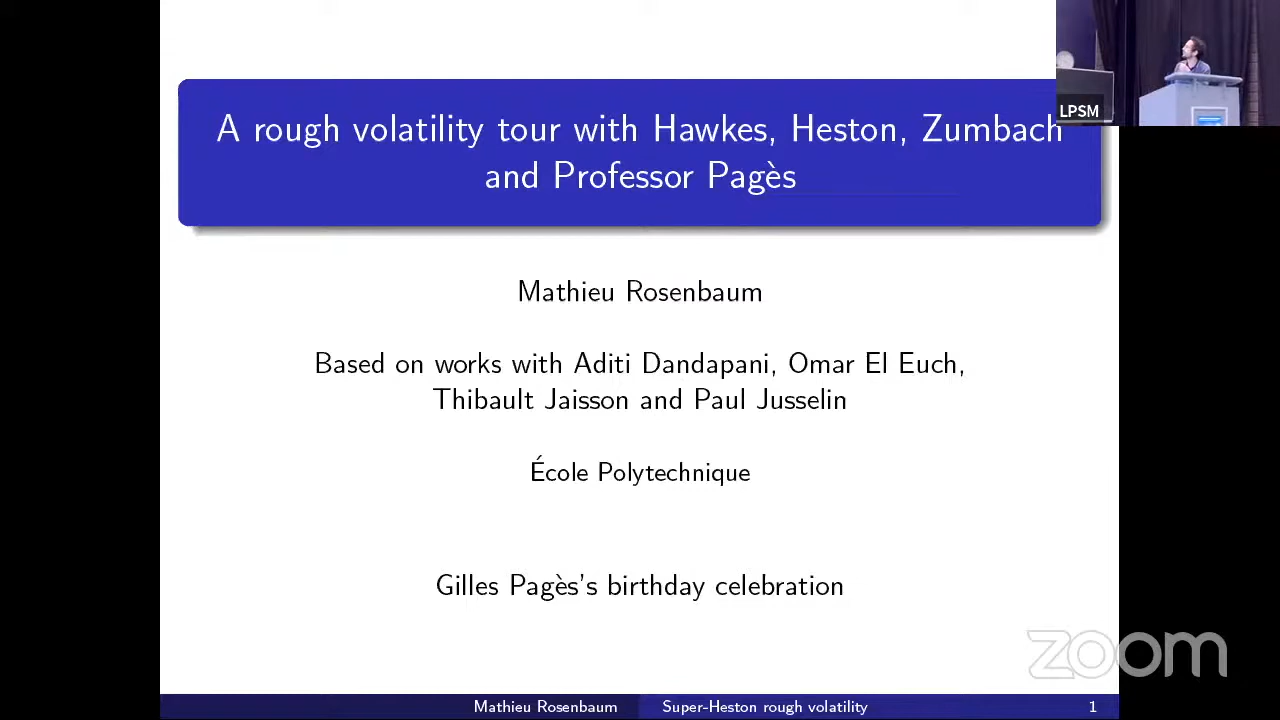 A rough volatility tour with Hawkes, Heston, Zumbach
and Professor Pagès
LPSM
Mathieu Rosenbaum
Based on works with Aditi Dandapani, Omar El Euch,
Thibault Jaisson and Paul Jusselin
École Polytechnique
Gilles Pagès's birthday celebration
zoom
Mathieu Rosenbaum Super-Heston rough volatility 1